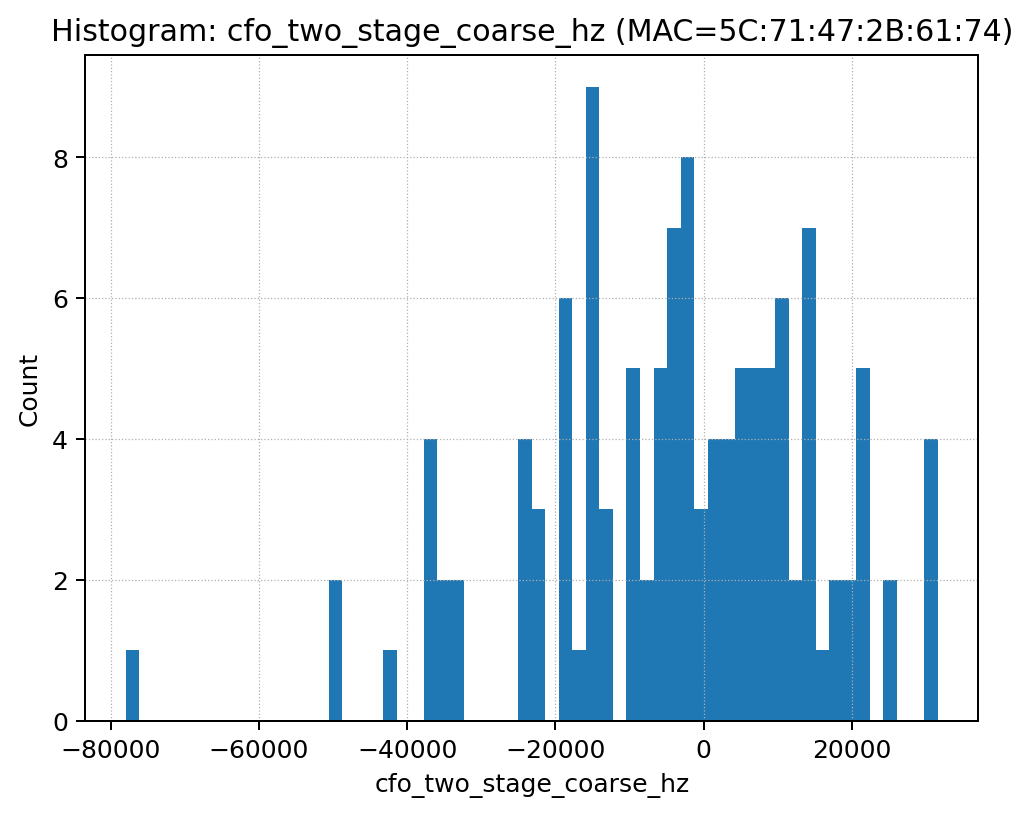 Histogram: cfo_two_stage_coarse_hz (MAC=5C:71:47:2B:61:74)
Count
8
6
4
2
0
−80000 −60000 −40000 −20000 0 20000
cfo_two_stage_coarse_hz